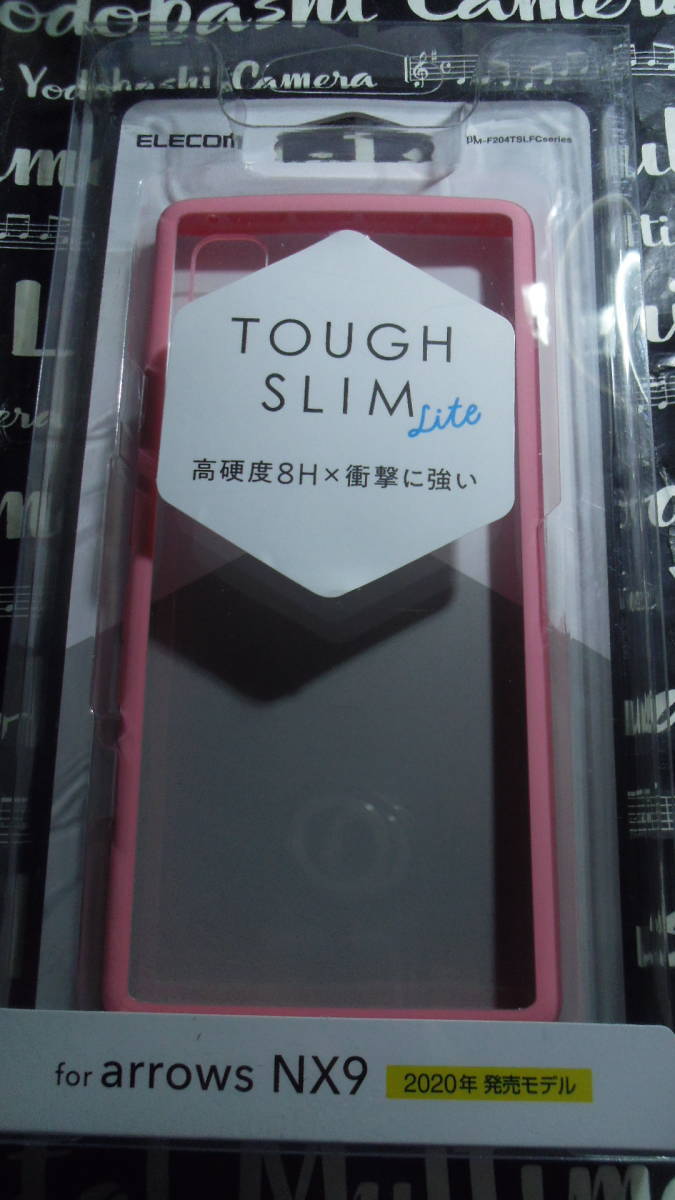 Yodobashi Camera
Yodobashi Camera
ELECOM
PM-F204TSLFCseries
TOUGH
SLIM
Lite
高硬度8H×衝撃に強い
for arrows NX9
2020年 発売モデル